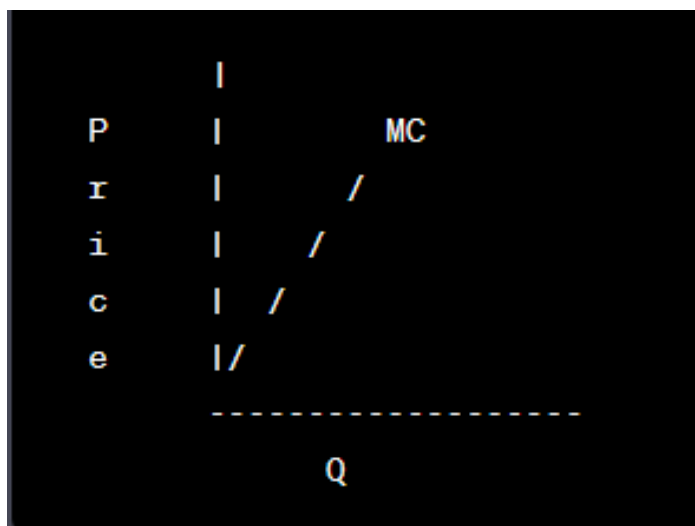 |
P | MC
r | /
i | /
c | /
e |/
-------------------
Q